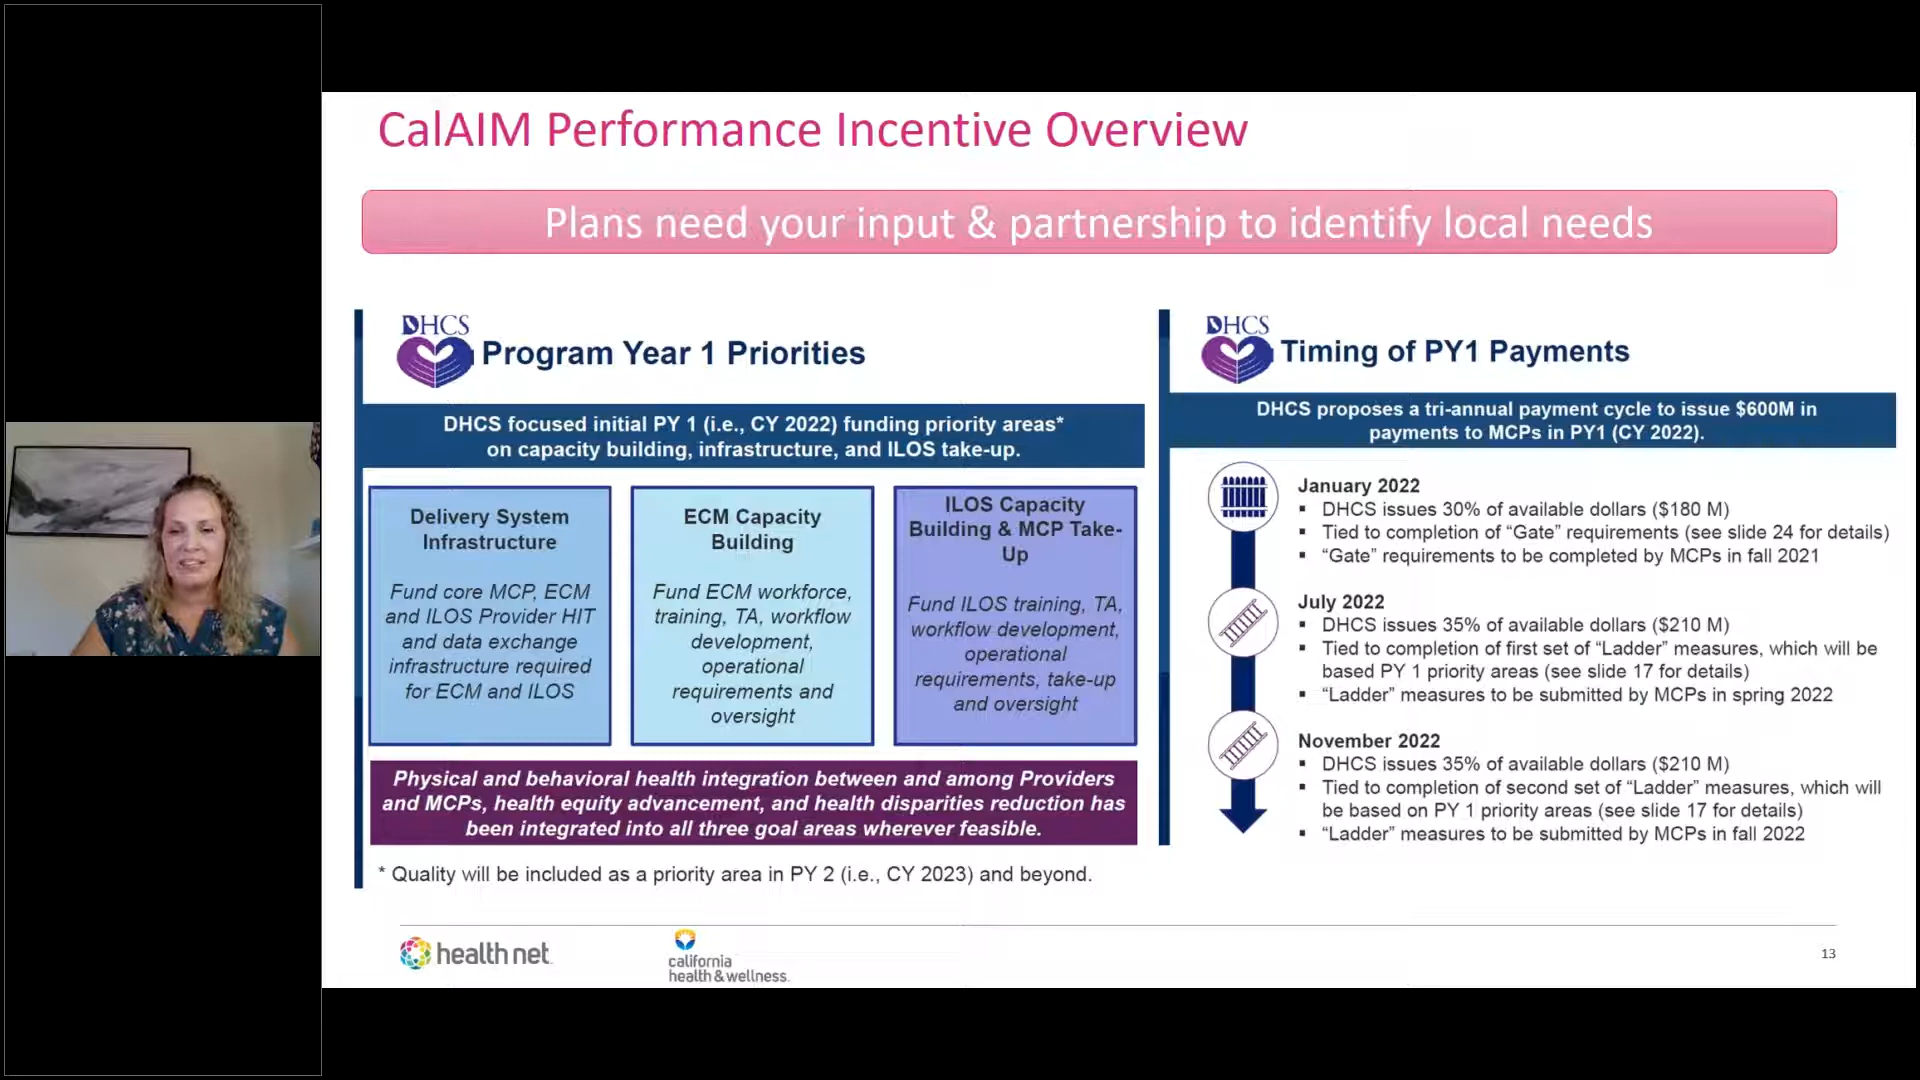 CalAIM Performance Incentive Overview
Plans need your input & partnership to identify local needs
DHCS
Program Year 1 Priorities
DHCS focused initial PY 1 (i.e., CY 2022) funding priority areas*
on capacity building, infrastructure, and ILOS take-up.
Delivery System
Infrastructure
Fund core MCP, ECM
and ILOS Provider HIT
and data exchange
infrastructure required
for ECM and ILOS
ECM Capacity
Building
Fund ECM workforce,
training, TA, workflow
development,
operational
requirements and
oversight
ILOS Capacity
Building & MCP Take-
Up
Fund ILOS training, TA,
workflow development,
operational
requirements, take-up
and oversight
Physical and behavioral health integration between and among Providers
and MCPs, health equity advancement, and health disparities reduction has
been integrated into all three goal areas wherever feasible.
* Quality will be included as a priority area in PY 2 (i.e., CY 2023) and beyond.
DHCS
Timing of PY1 Payments
DHCS proposes a tri-annual payment cycle to issue $600M in
payments to MCPs in PY1 (CY 2022).
January 2022
▪ DHCS issues 30% of available dollars ($180 M)
▪ Tied to completion of “Gate” requirements (see slide 24 for details)
▪ “Gate” requirements to be completed by MCPs in fall 2021
July 2022
▪ DHCS issues 35% of available dollars ($210 M)
▪ Tied to completion of first set of “Ladder” measures, which will be
based PY 1 priority areas (see slide 17 for details)
▪ “Ladder” measures to be submitted by MCPs in spring 2022
November 2022
▪ DHCS issues 35% of available dollars ($210 M)
▪ Tied to completion of second set of “Ladder” measures, which will
be based on PY 1 priority areas (see slide 17 for details)
▪ “Ladder” measures to be submitted by MCPs in fall 2022
health net
california
health & wellness.
13